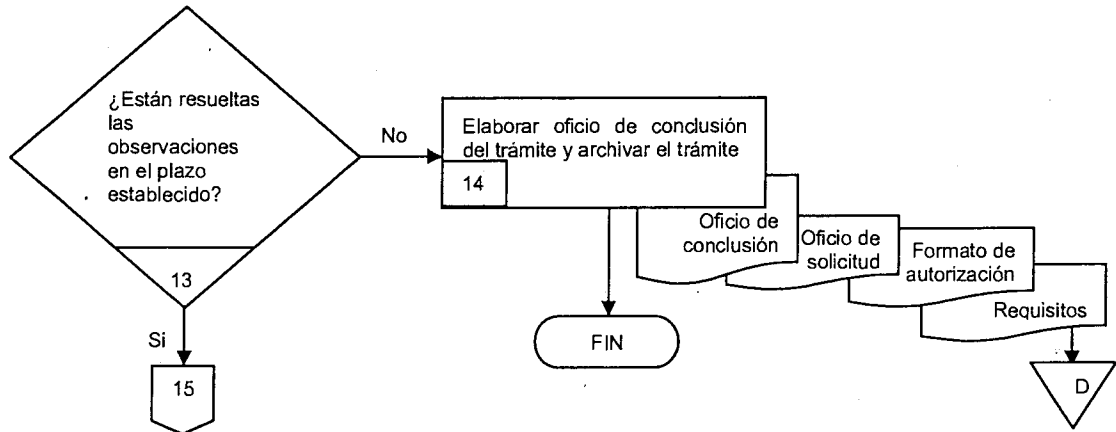 ¿Están resueltas
las
observaciones
en el plazo
establecido?
13
No
Si
15
Elaborar oficio de conclusión
del trámite y archivar el trámite
14
Oficio de
conclusión
Oficio de
solicitud
Formato de
autorización
Requisitos
FIN
D